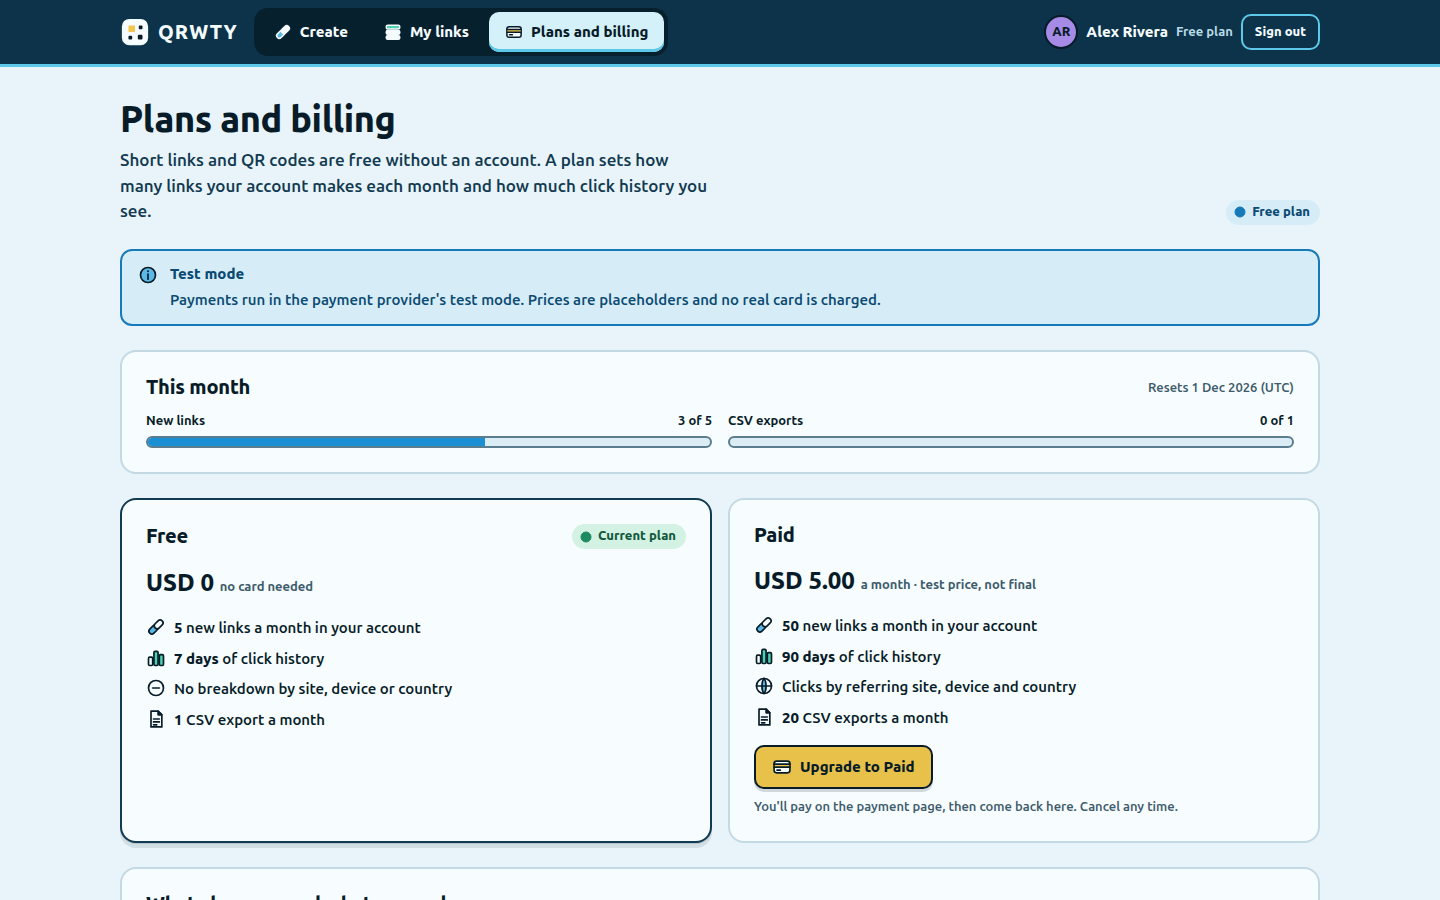 QRWTY
Create
My links
Plans and billing
AR
Alex Rivera
Free plan
Sign out
Plans and billing
Short links and QR codes are free without an account. A plan sets how
many links your account makes each month and how much click history you
see.
Free plan
Test mode
Payments run in the payment provider's test mode. Prices are placeholders and no real card is charged.
This month
Resets 1 Dec 2026 (UTC)
New links
3 of 5
CSV exports
0 of 1
Free
Current plan
USD 0 no card needed
5 new links a month in your account
7 days of click history
No breakdown by site, device or country
1 CSV export a month
Paid
USD 5.00 a month · test price, not final
50 new links a month in your account
90 days of click history
Clicks by referring site, device and country
20 CSV exports a month
Upgrade to Paid
You'll pay on the payment page, then come back here. Cancel any time.